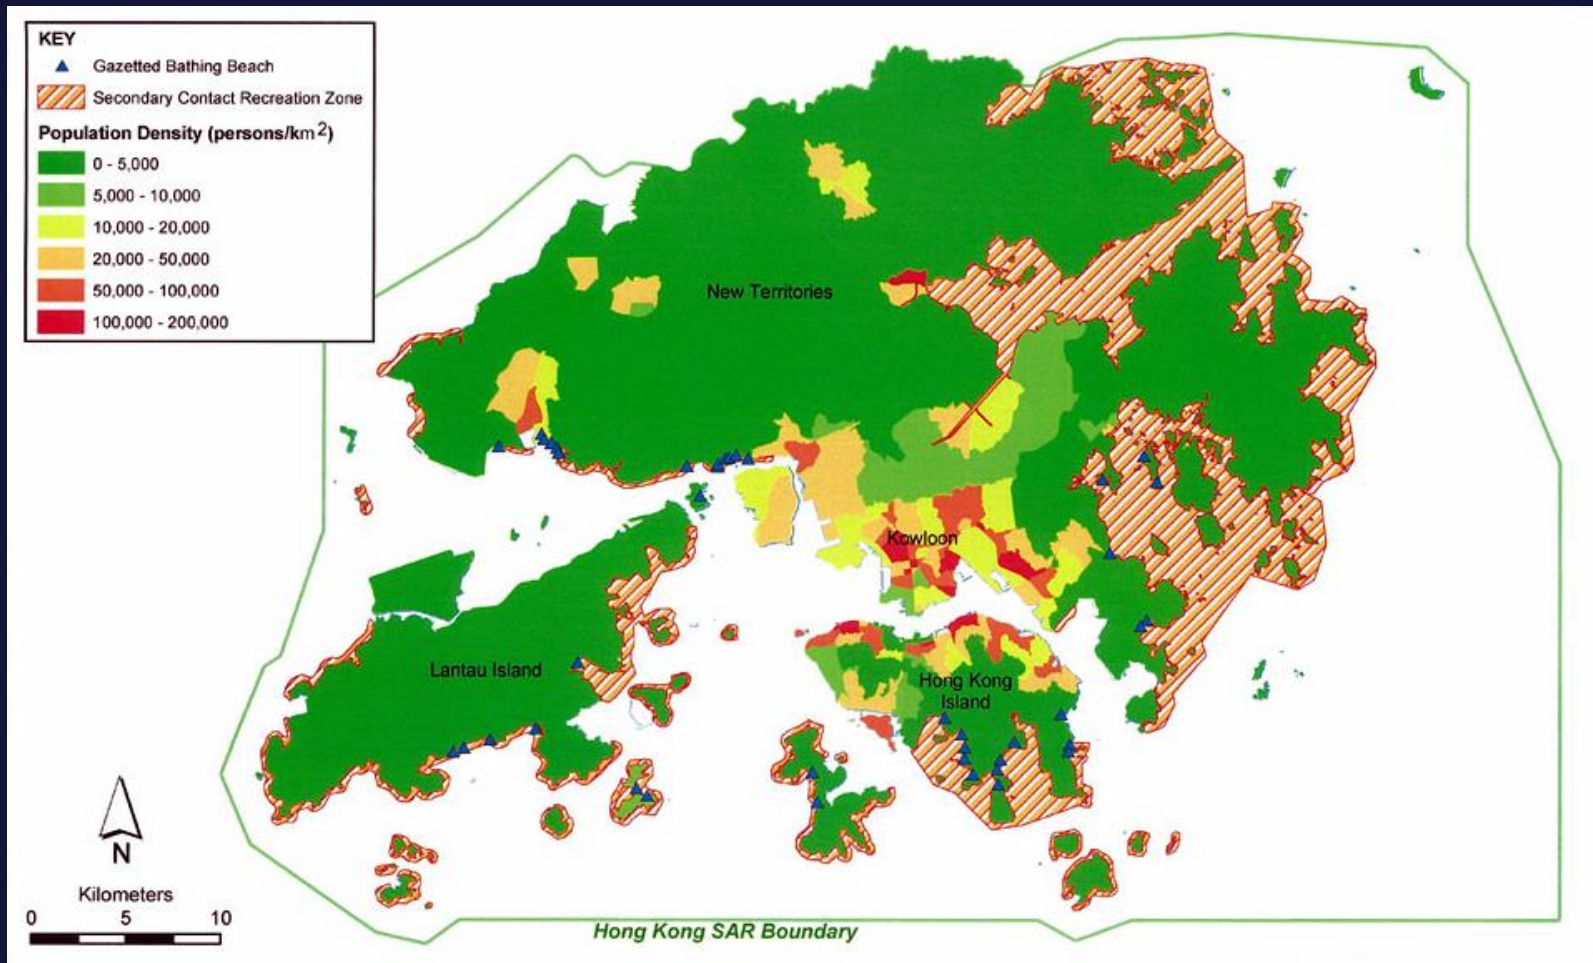 KEY
Gazetted Bathing Beach
Secondary Contact Recreation Zone
Population Density (persons/km2)
0 - 5,000
5,000 - 10,000
10,000 - 20,000
20,000 - 50,000
50,000 - 100,000
100,000 - 200,000
New Territories
Kowloon
Lantau Island
Hong Kong
Island
N
Kilometers
0 5 10
Hong Kong SAR Boundary